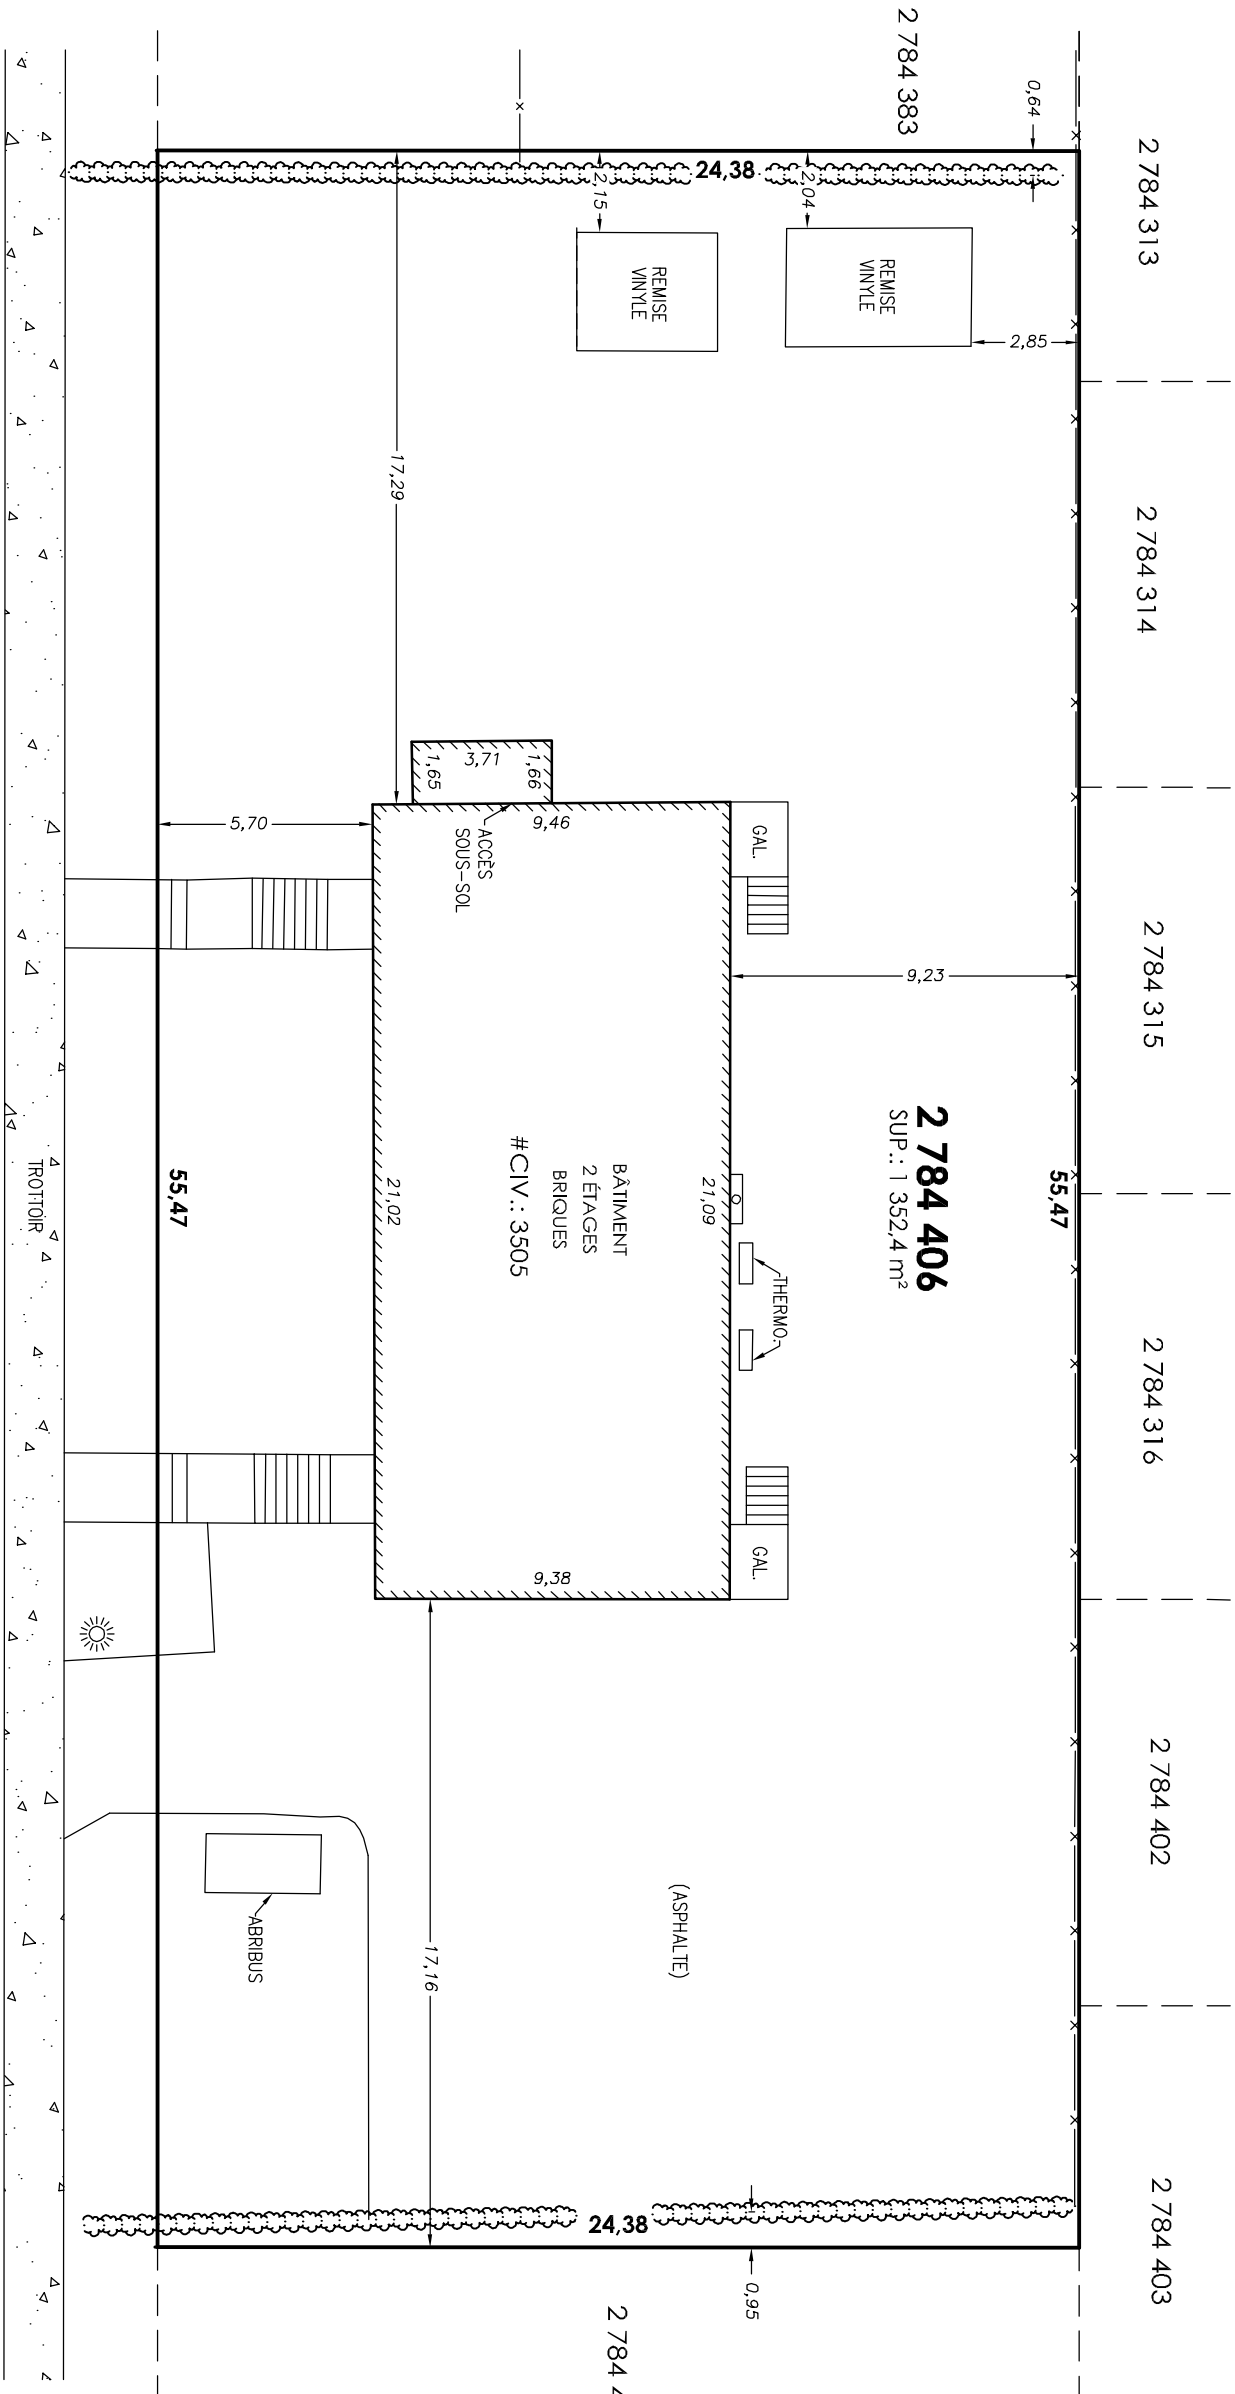 2 784 313
2 784 314
2 784 315
2 784 316
2 784 402
2 784 403
2 784 383
0,64
55,47
2,85
2,04
24,38
2,15
REMISE
VINYLE
REMISE
VINYLE
9,23
2 784 406
SUP.: 1 352,4 m²
GAL.
THERMO.
GAL.
(ASPHALTE)
24,38
0,95
2 784
21,09
BÂTIMENT
2 ÉTAGES
BRIQUES
#CIV.: 3505
1,66
3,71
1,65
9,46
ACCÈS
SOUS-SOL
9,38
17,29
17,16
21,02
5,70
ABRIBUS
55,47
TROTTOIR